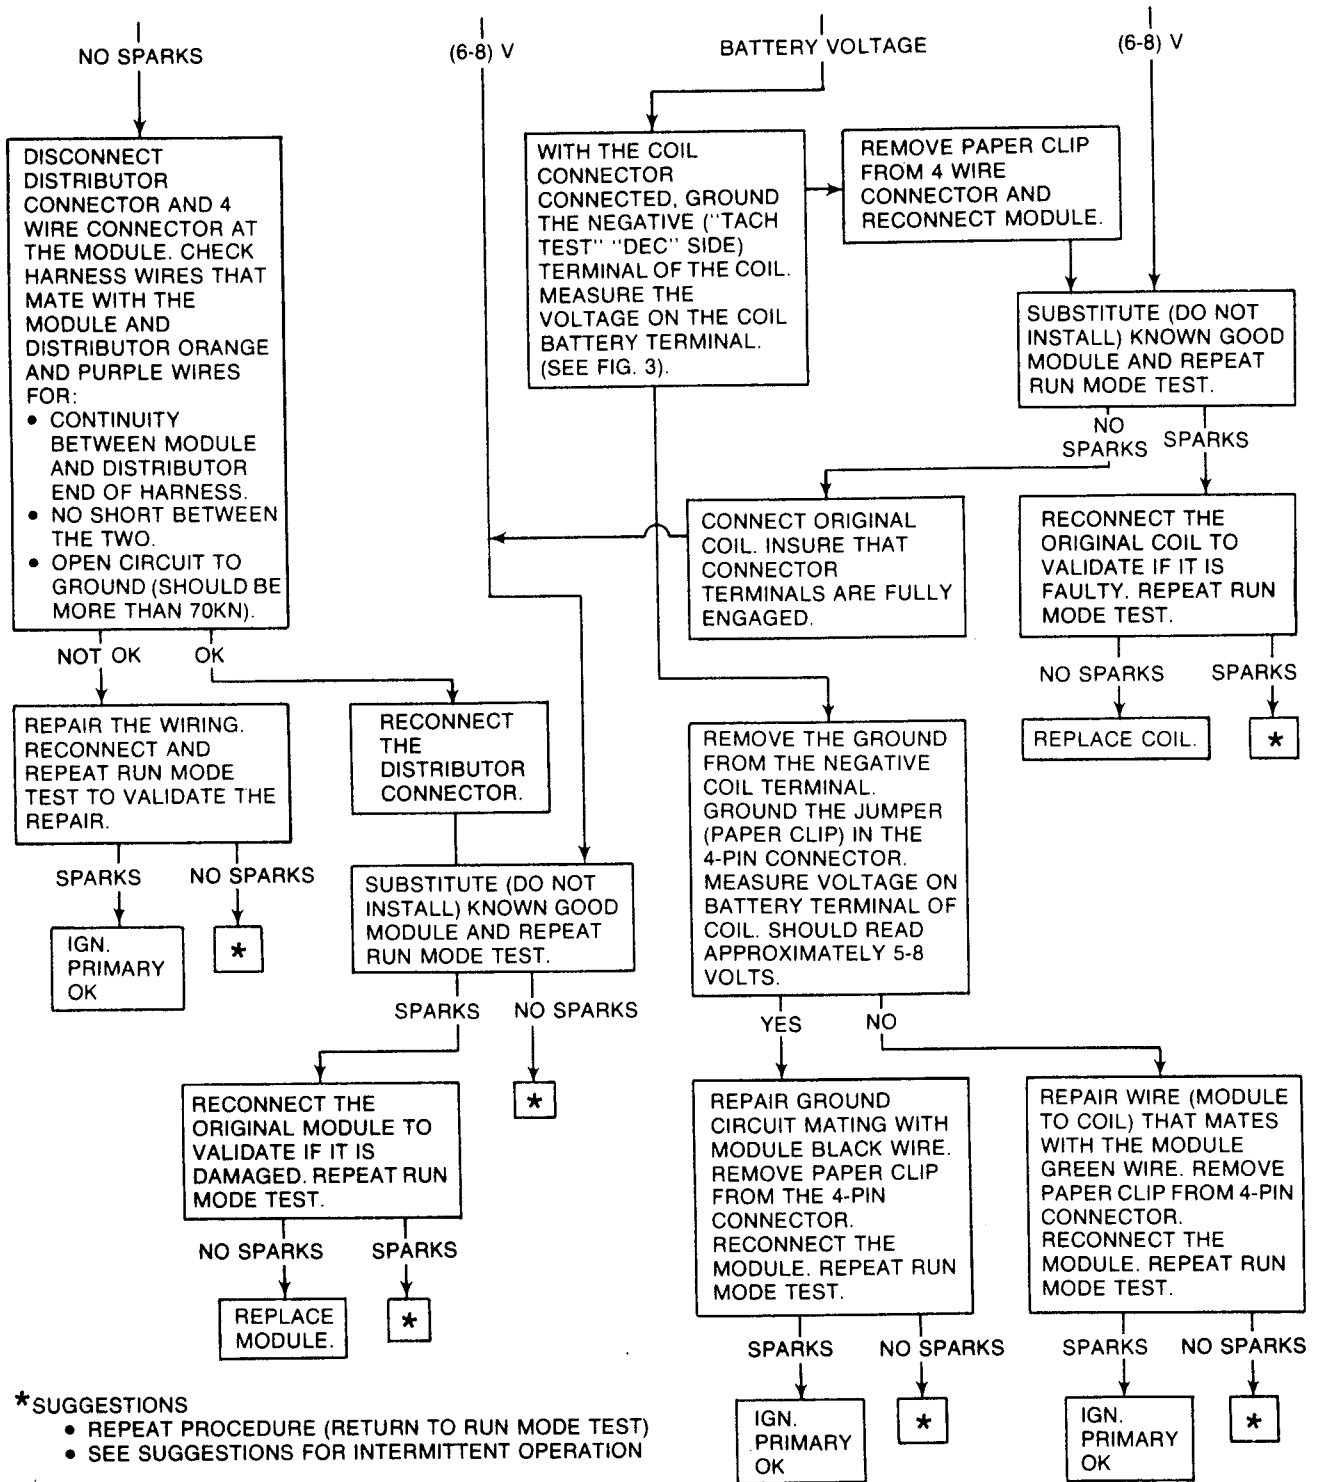 NO SPARKS
(6-8) V
BATTERY VOLTAGE
(6-8) V
DISCONNECT
DISTRIBUTOR
CONNECTOR AND 4
WIRE CONNECTOR AT
THE MODULE. CHECK
HARNESS WIRES THAT
MATE WITH THE
MODULE AND
DISTRIBUTOR ORANGE
AND PURPLE WIRES
FOR:
• CONTINUITY
BETWEEN MODULE
AND DISTRIBUTOR
END OF HARNESS.
• NO SHORT BETWEEN
THE TWO.
• OPEN CIRCUIT TO
GROUND (SHOULD BE
MORE THAN 70KN).
WITH THE COIL
CONNECTOR
CONNECTED, GROUND
THE NEGATIVE ("TACH
TEST" "DEC" SIDE)
TERMINAL OF THE COIL.
MEASURE THE
VOLTAGE ON THE COIL
BATTERY TERMINAL.
(SEE FIG. 3).
REMOVE PAPER CLIP
FROM 4 WIRE
CONNECTOR AND
RECONNECT MODULE.
SUBSTITUTE (DO NOT
INSTALL) KNOWN GOOD
MODULE AND REPEAT
RUN MODE TEST.
NO
SPARKS
SPARKS
CONNECT ORIGINAL
COIL. INSURE THAT
CONNECTOR
TERMINALS ARE FULLY
ENGAGED.
RECONNECT THE
ORIGINAL COIL TO
VALIDATE IF IT IS
FAULTY. REPEAT RUN
MODE TEST.
NO SPARKS
SPARKS
REPLACE COIL.
*
NOT OK
OK
REPAIR THE WIRING.
RECONNECT AND
REPEAT RUN MODE
TEST TO VALIDATE THE
REPAIR.
RECONNECT
THE
DISTRIBUTOR
CONNECTOR.
SPARKS
NO SPARKS
IGN.
PRIMARY
OK
*
SUBSTITUTE (DO NOT
INSTALL) KNOWN GOOD
MODULE AND REPEAT
RUN MODE TEST.
SPARKS
NO SPARKS
*
RECONNECT THE
ORIGINAL MODULE TO
VALIDATE IF IT IS
DAMAGED. REPEAT RUN
MODE TEST.
NO SPARKS
SPARKS
REPLACE
MODULE.
*
REMOVE THE GROUND
FROM THE NEGATIVE
COIL TERMINAL.
GROUND THE JUMPER
(PAPER CLIP) IN THE
4-PIN CONNECTOR.
MEASURE VOLTAGE ON
BATTERY TERMINAL OF
COIL. SHOULD READ
APPROXIMATELY 5-8
VOLTS.
YES
NO
REPAIR GROUND
CIRCUIT MATING WITH
MODULE BLACK WIRE.
REMOVE PAPER CLIP
FROM THE 4-PIN
CONNECTOR.
RECONNECT THE
MODULE. REPEAT RUN
MODE TEST.
REPAIR WIRE (MODULE
TO COIL) THAT MATES
WITH THE MODULE
GREEN WIRE. REMOVE
PAPER CLIP FROM 4-PIN
CONNECTOR.
RECONNECT THE
MODULE. REPEAT RUN
MODE TEST.
SPARKS
NO SPARKS
IGN.
PRIMARY
OK
*
SPARKS
NO SPARKS
IGN.
PRIMARY
OK
*
*SUGGESTIONS
• REPEAT PROCEDURE (RETURN TO RUN MODE TEST)
• SEE SUGGESTIONS FOR INTERMITTENT OPERATION